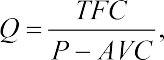 Q = TFC / (P − AVC),